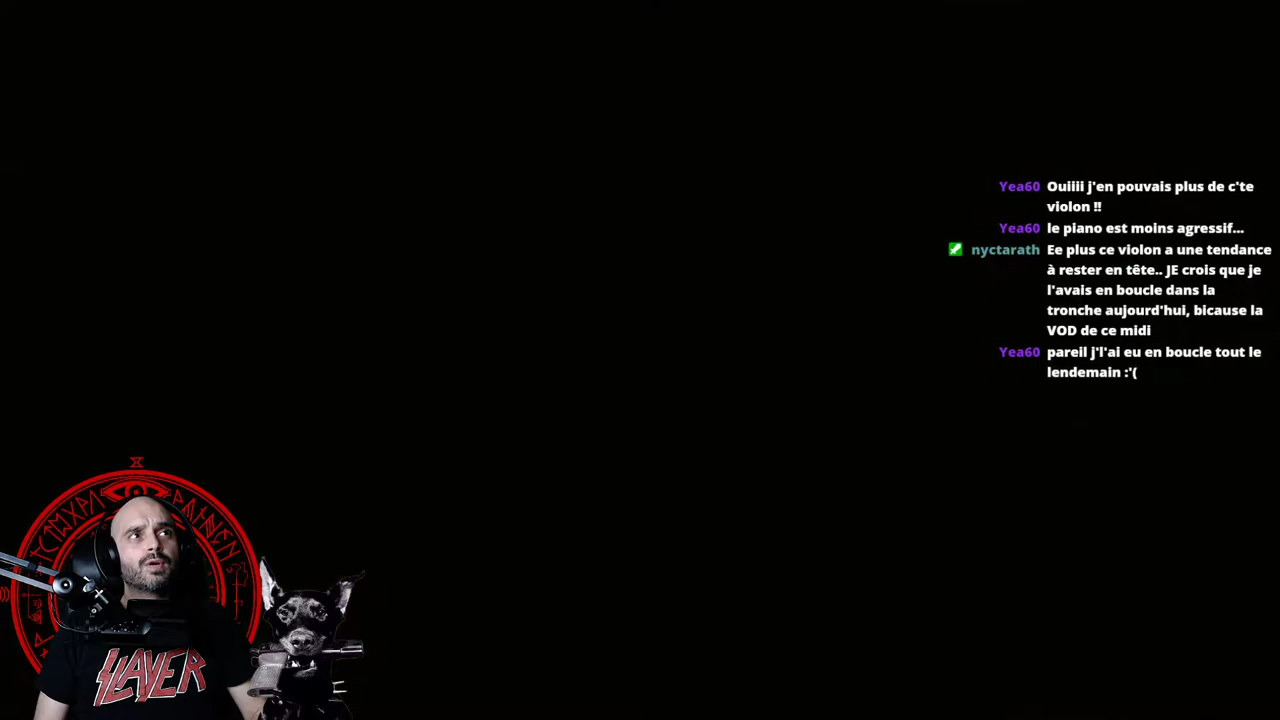 Yea60 Ouiiii j'en pouvais plus de c'te
violon !!
Yea60 le piano est moins agressif...
nyctarath Ee plus ce violon a une tendance
à rester en tête.. JE crois que je
l'avais en boucle dans la
tronche aujourd'hui, bicause la
VOD de ce midi
Yea60 pareil j'l'ai eu en boucle tout le
lendemain :'(
SLAYER